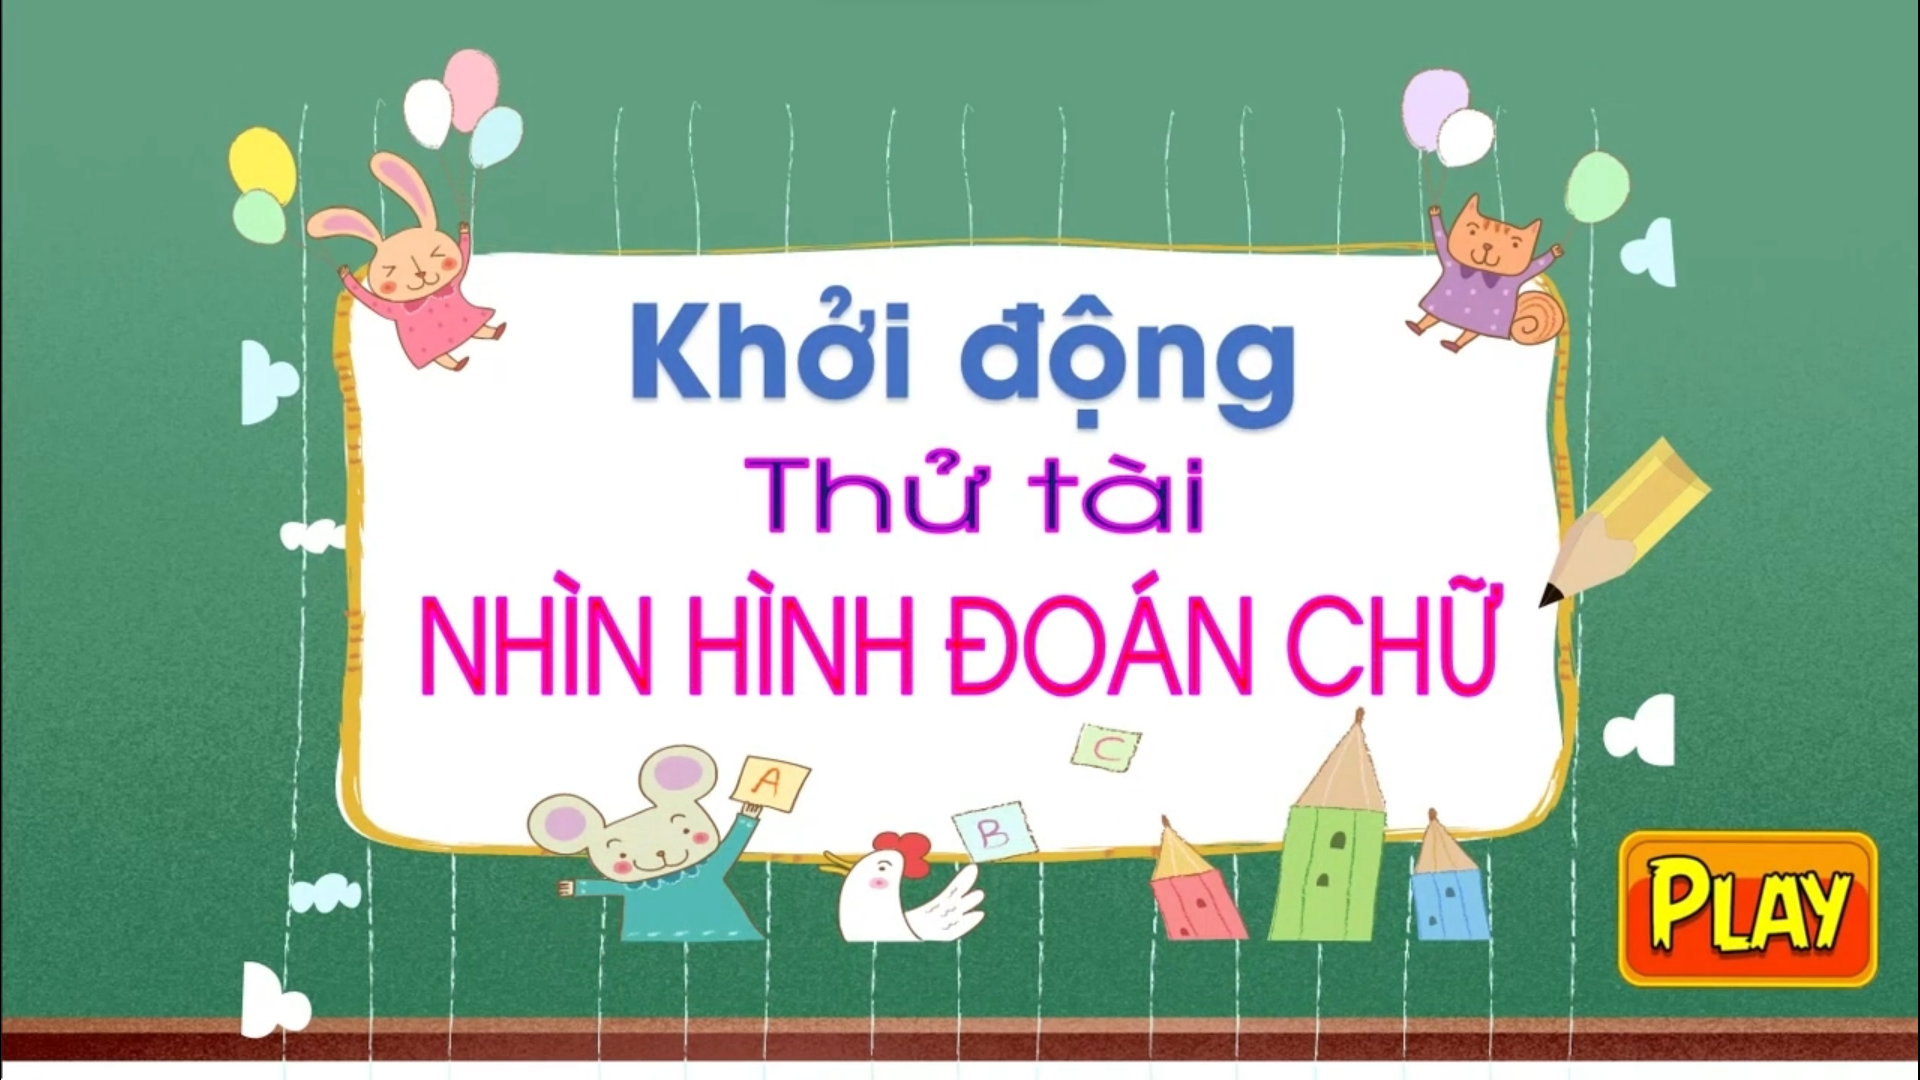 Khởi động
Thử tài
NHÌN HÌNH ĐOÁN CHỮ
C
A
B
PLAY